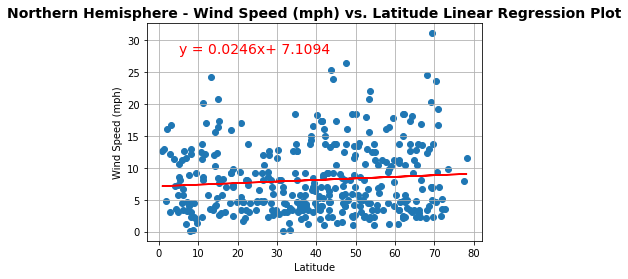 Northern Hemisphere - Wind Speed (mph) vs. Latitude Linear Regression Plot
y = 0.0246x+ 7.1094
Wind Speed (mph)
30
25
20
15
10
5
0
0 10 20 30 40 50 60 70 80
Latitude